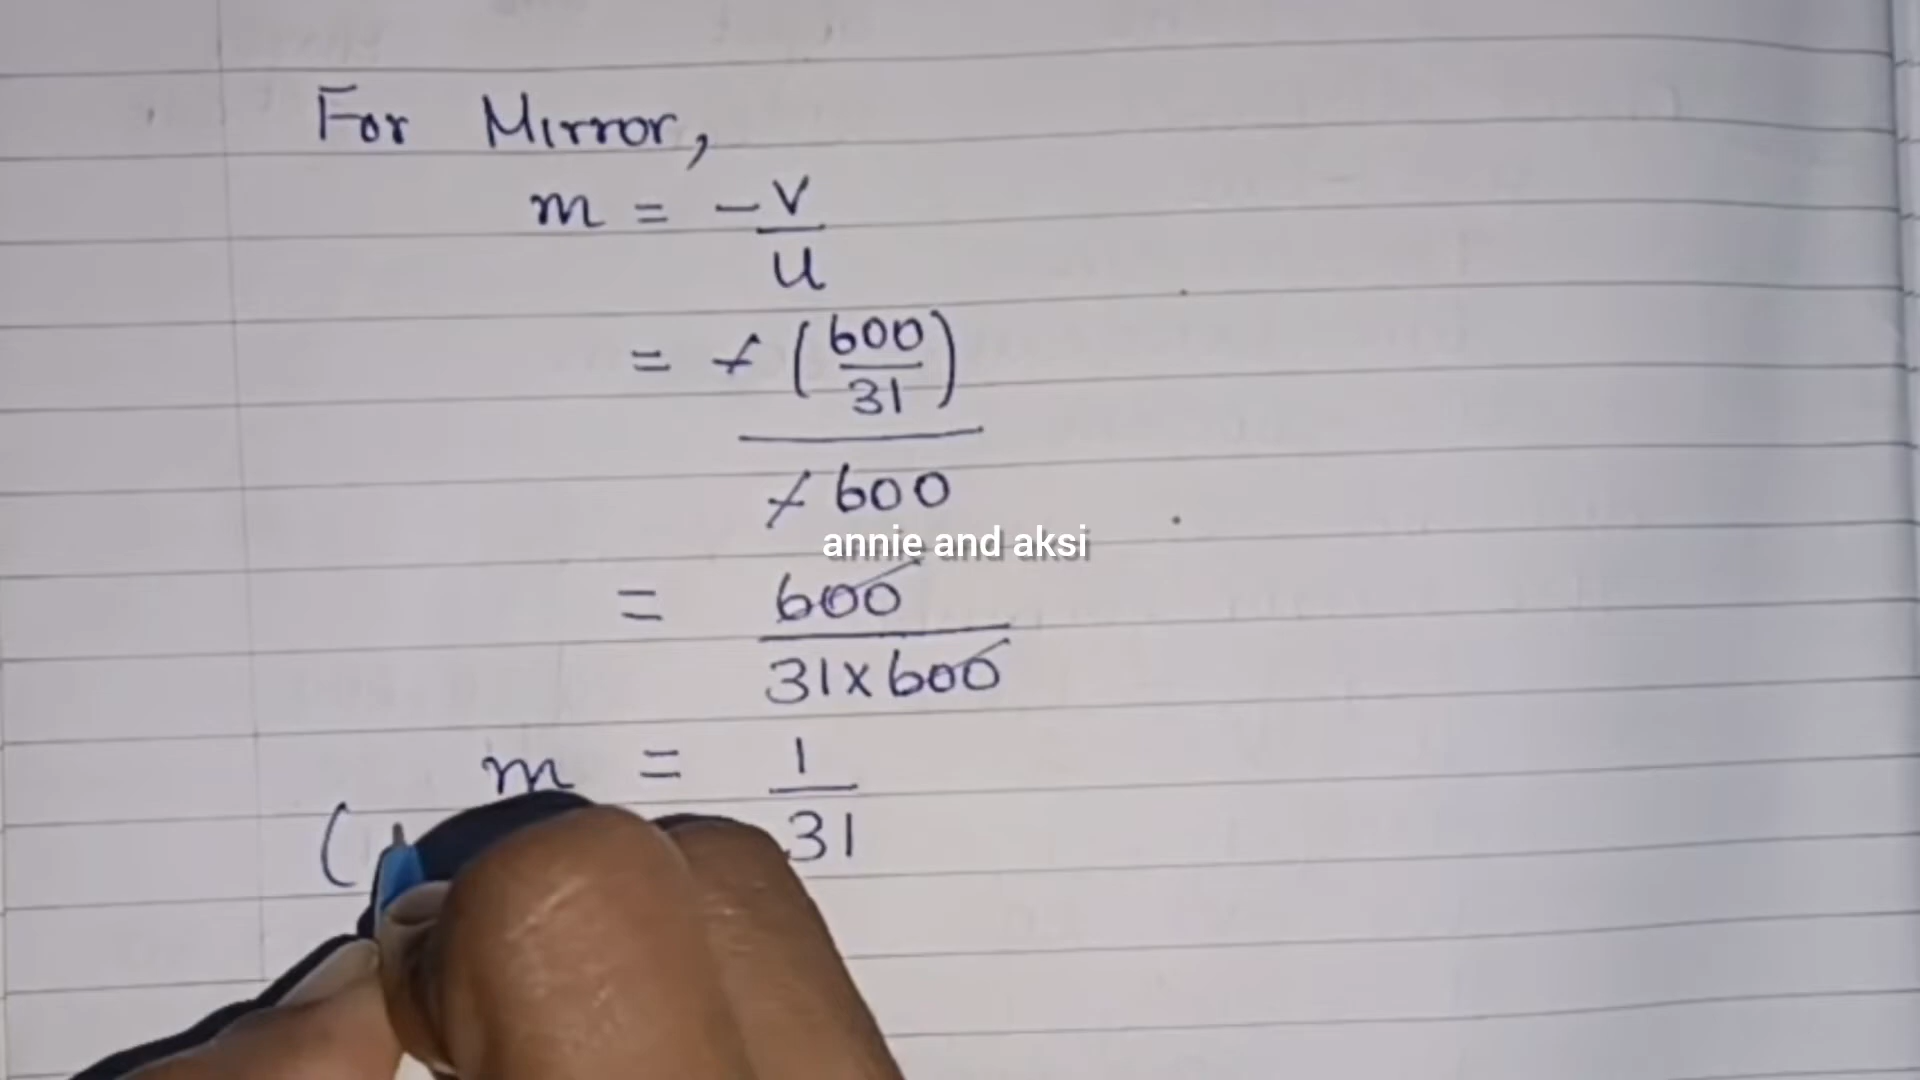 For Mirror,
m = -v/u
= -(600/31)
/ -600
annie and aksi
= 600
/ 31×600
m = 1/31
(